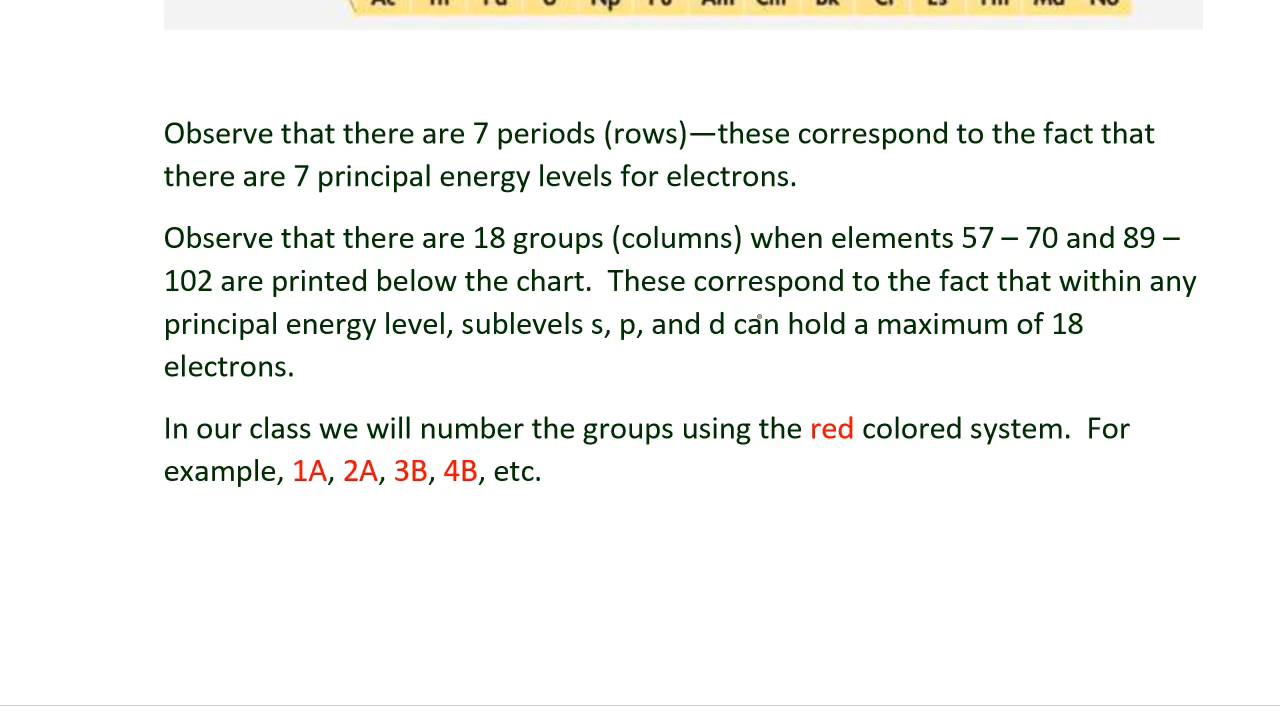 Observe that there are 7 periods (rows)—these correspond to the fact that
there are 7 principal energy levels for electrons.
Observe that there are 18 groups (columns) when elements 57 – 70 and 89 –
102 are printed below the chart.  These correspond to the fact that within any
principal energy level, sublevels s, p, and d can hold a maximum of 18
electrons.
In our class we will number the groups using the red colored system.  For
example, 1A, 2A, 3B, 4B, etc.